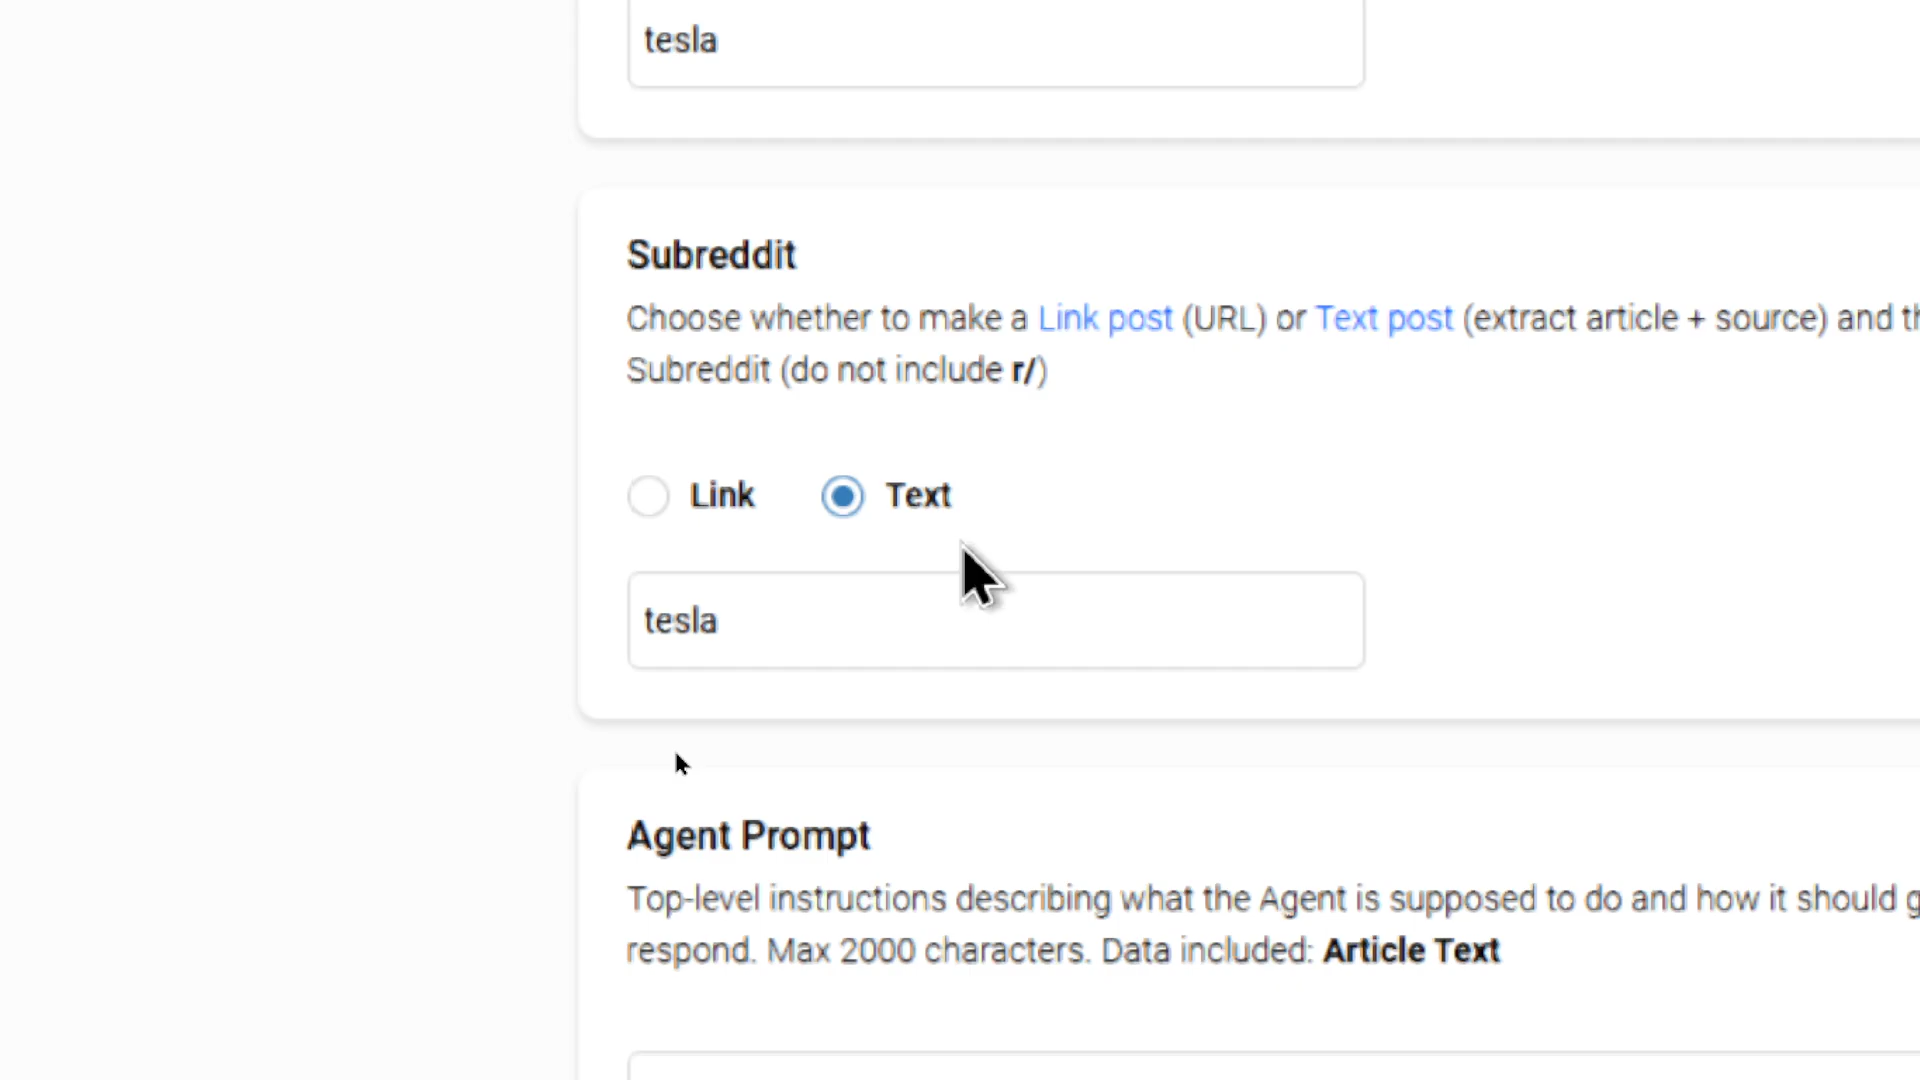 tesla
Subreddit
Choose whether to make a Link post (URL) or Text post (extract article + source) and
Subreddit (do not include r/)
Link Text
tesla
Agent Prompt
Top-level instructions describing what the Agent is supposed to do and how it should
respond. Max 2000 characters. Data included: Article Text